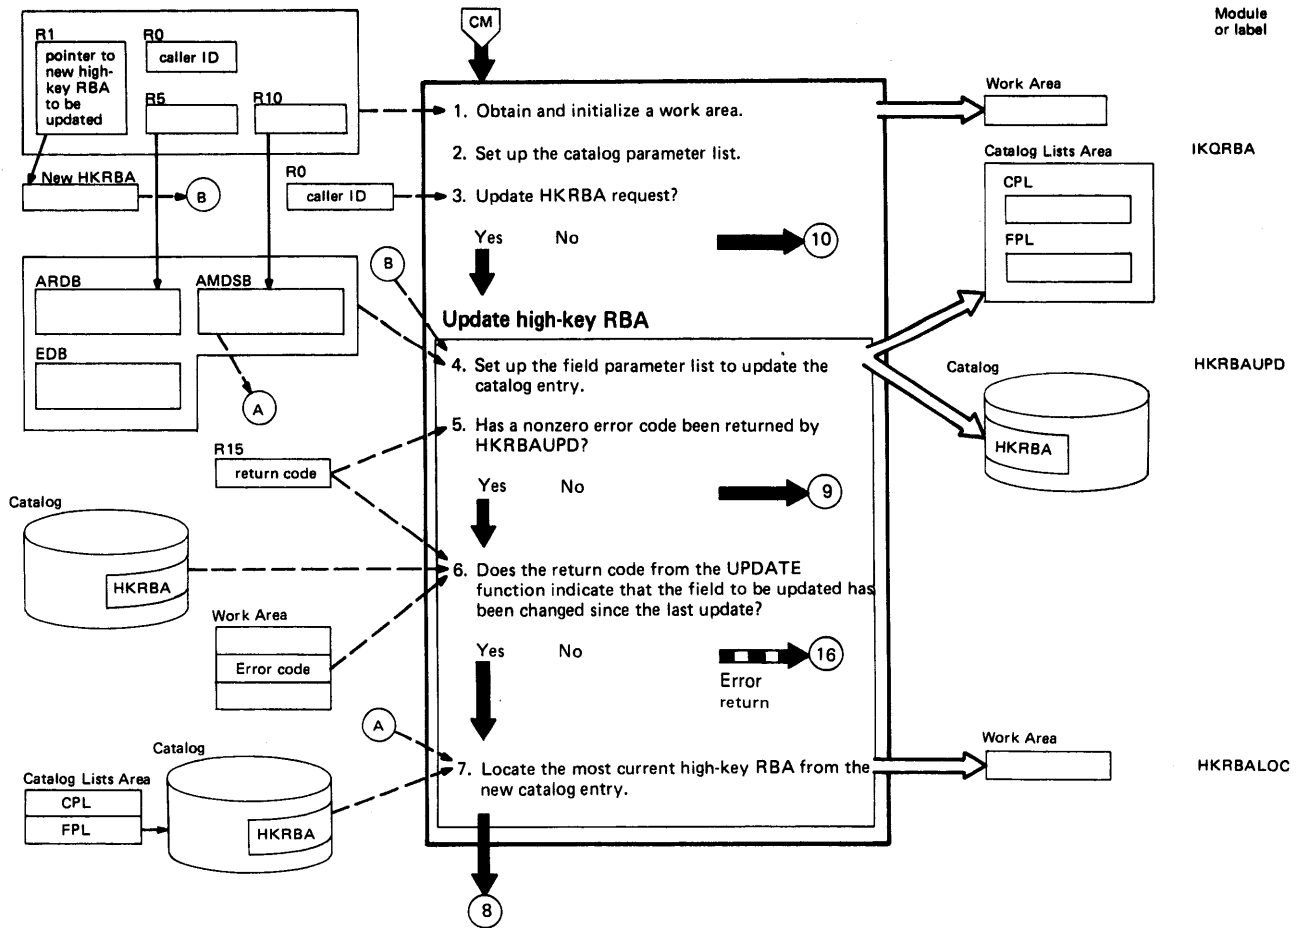 Module
or label
CM
R1
R0
pointer to
new high-
key RBA
to be
updated
caller ID
R5
R10
1. Obtain and initialize a work area.
Work Area
2. Set up the catalog parameter list.
IKQRBA
Catalog Lists Area
New HKRBA
B
R0
caller ID
3. Update HKRBA request?
CPL
Yes
No
10
FPL
B
ARDB
AMDSB
Update high-key RBA
EDB
A
4. Set up the field parameter list to update the
catalog entry.
HKRBAUPD
Catalog
HKRBA
5. Has a nonzero error code been returned by
HKRBAUPD?
R15
return code
Yes
No
9
Catalog
HKRBA
6. Does the return code from the UPDATE
function indicate that the field to be updated has
been changed since the last update?
Work Area
Error code
Yes
No
16
Error
return
A
Catalog
Work Area
7. Locate the most current high-key RBA from the
new catalog entry.
HKRBALOC
Catalog Lists Area
CPL
FPL
HKRBA
8